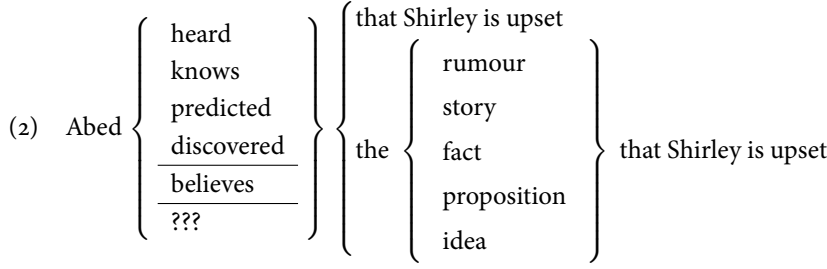 (2) Abed
heard
knows
predicted
discovered
believes
???
that Shirley is upset
the
rumour
story
fact
proposition
idea
that Shirley is upset